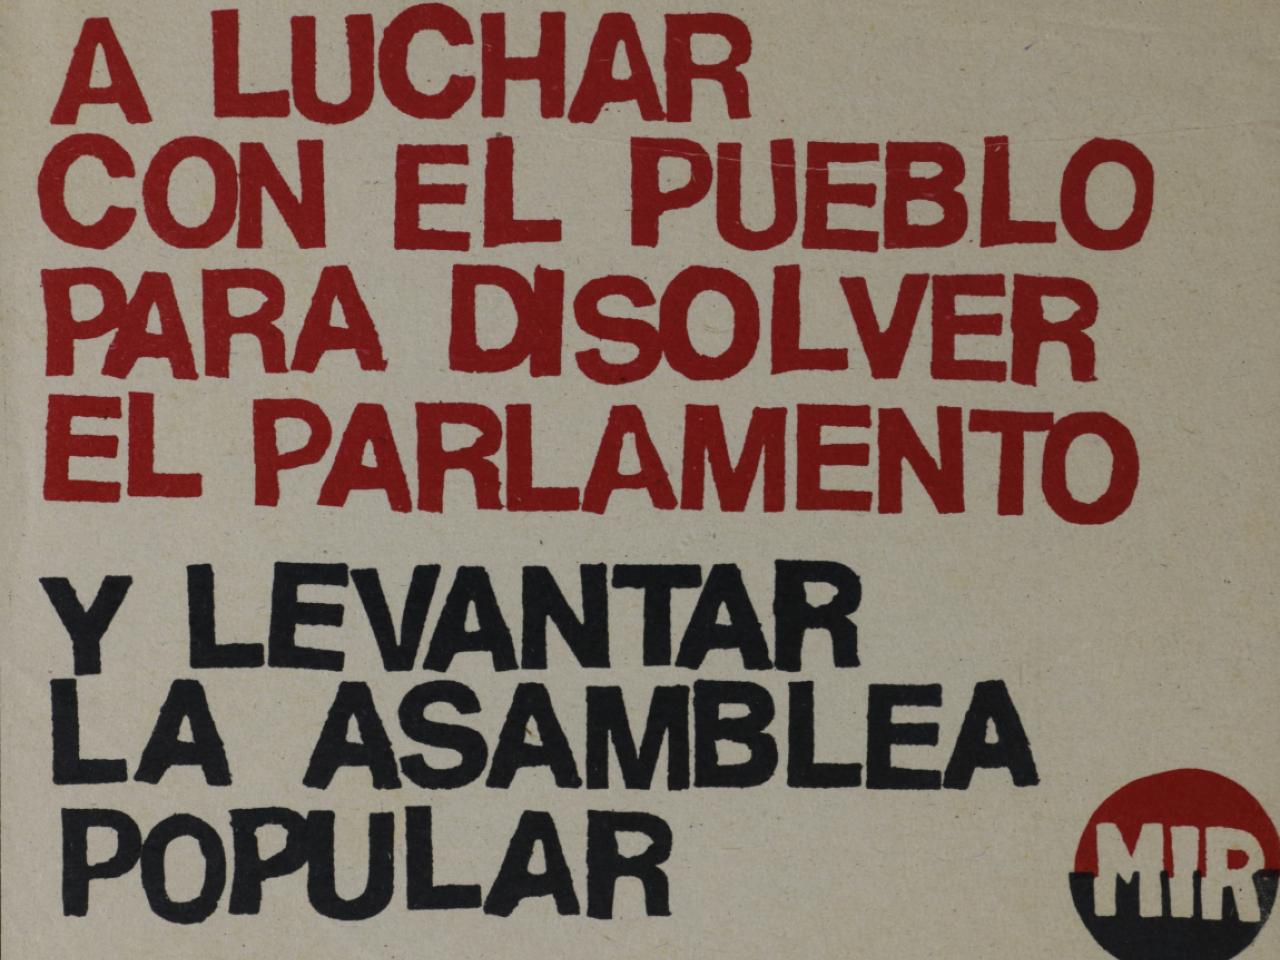 A LUCHAR
CON EL PUEBLO
PARA DISOLVER
EL PARLAMENTO
Y LEVANTAR
LA ASAMBLEA
POPULAR
MIR